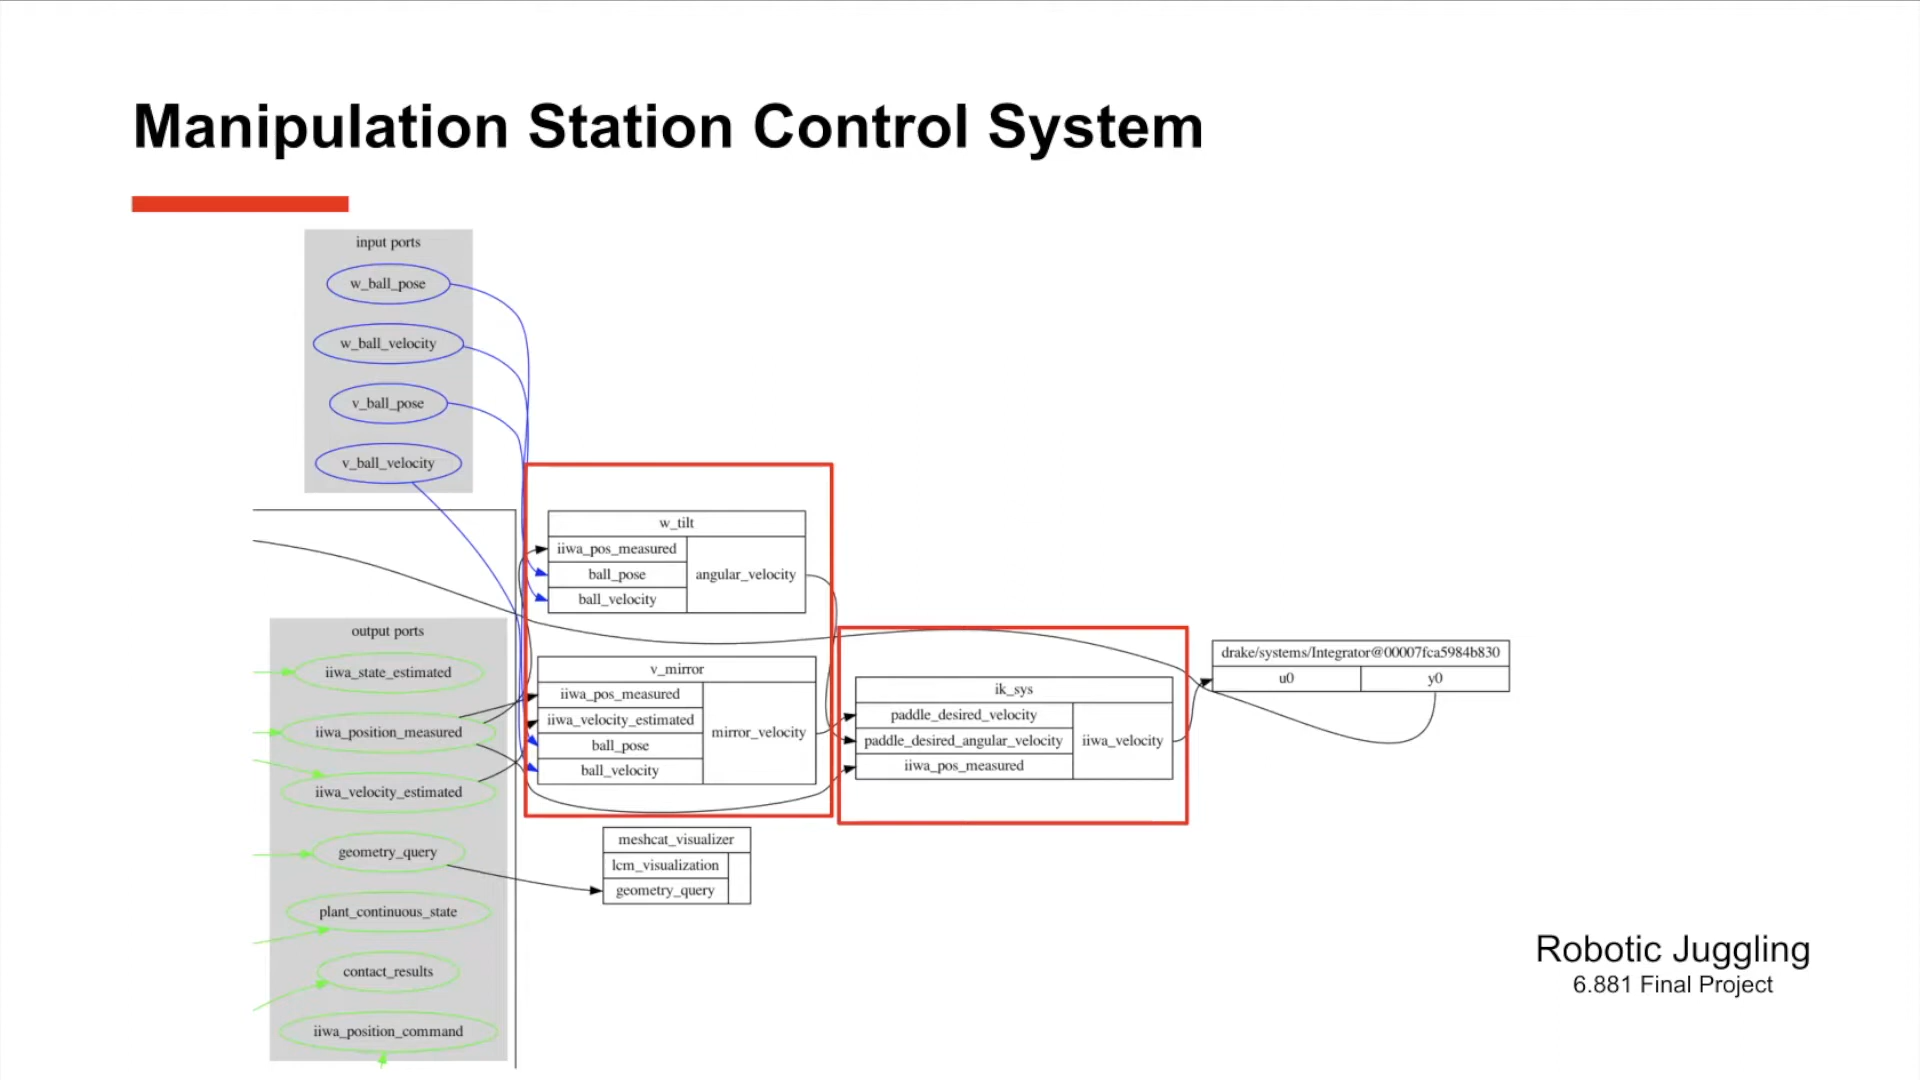 Manipulation Station Control System
input ports
w_ball_pose
w_ball_velocity
v_ball_pose
v_ball_velocity
w_tilt
iiwa_pos_measured
ball_pose
ball_velocity
angular_velocity
output ports
iiwa_state_estimated
iiwa_position_measured
iiwa_velocity_estimated
geometry_query
plant_continuous_state
contact_results
iiwa_position_command
v_mirror
iiwa_pos_measured
iiwa_velocity_estimated
ball_pose
ball_velocity
mirror_velocity
ik_sys
paddle_desired_velocity
paddle_desired_angular_velocity
iiwa_pos_measured
iiwa_velocity
drake/systems/Integrator@00007fca5984b830
u0
y0
meshcat_visualizer
lcm_visualization
geometry_query
Robotic Juggling
6.881 Final Project